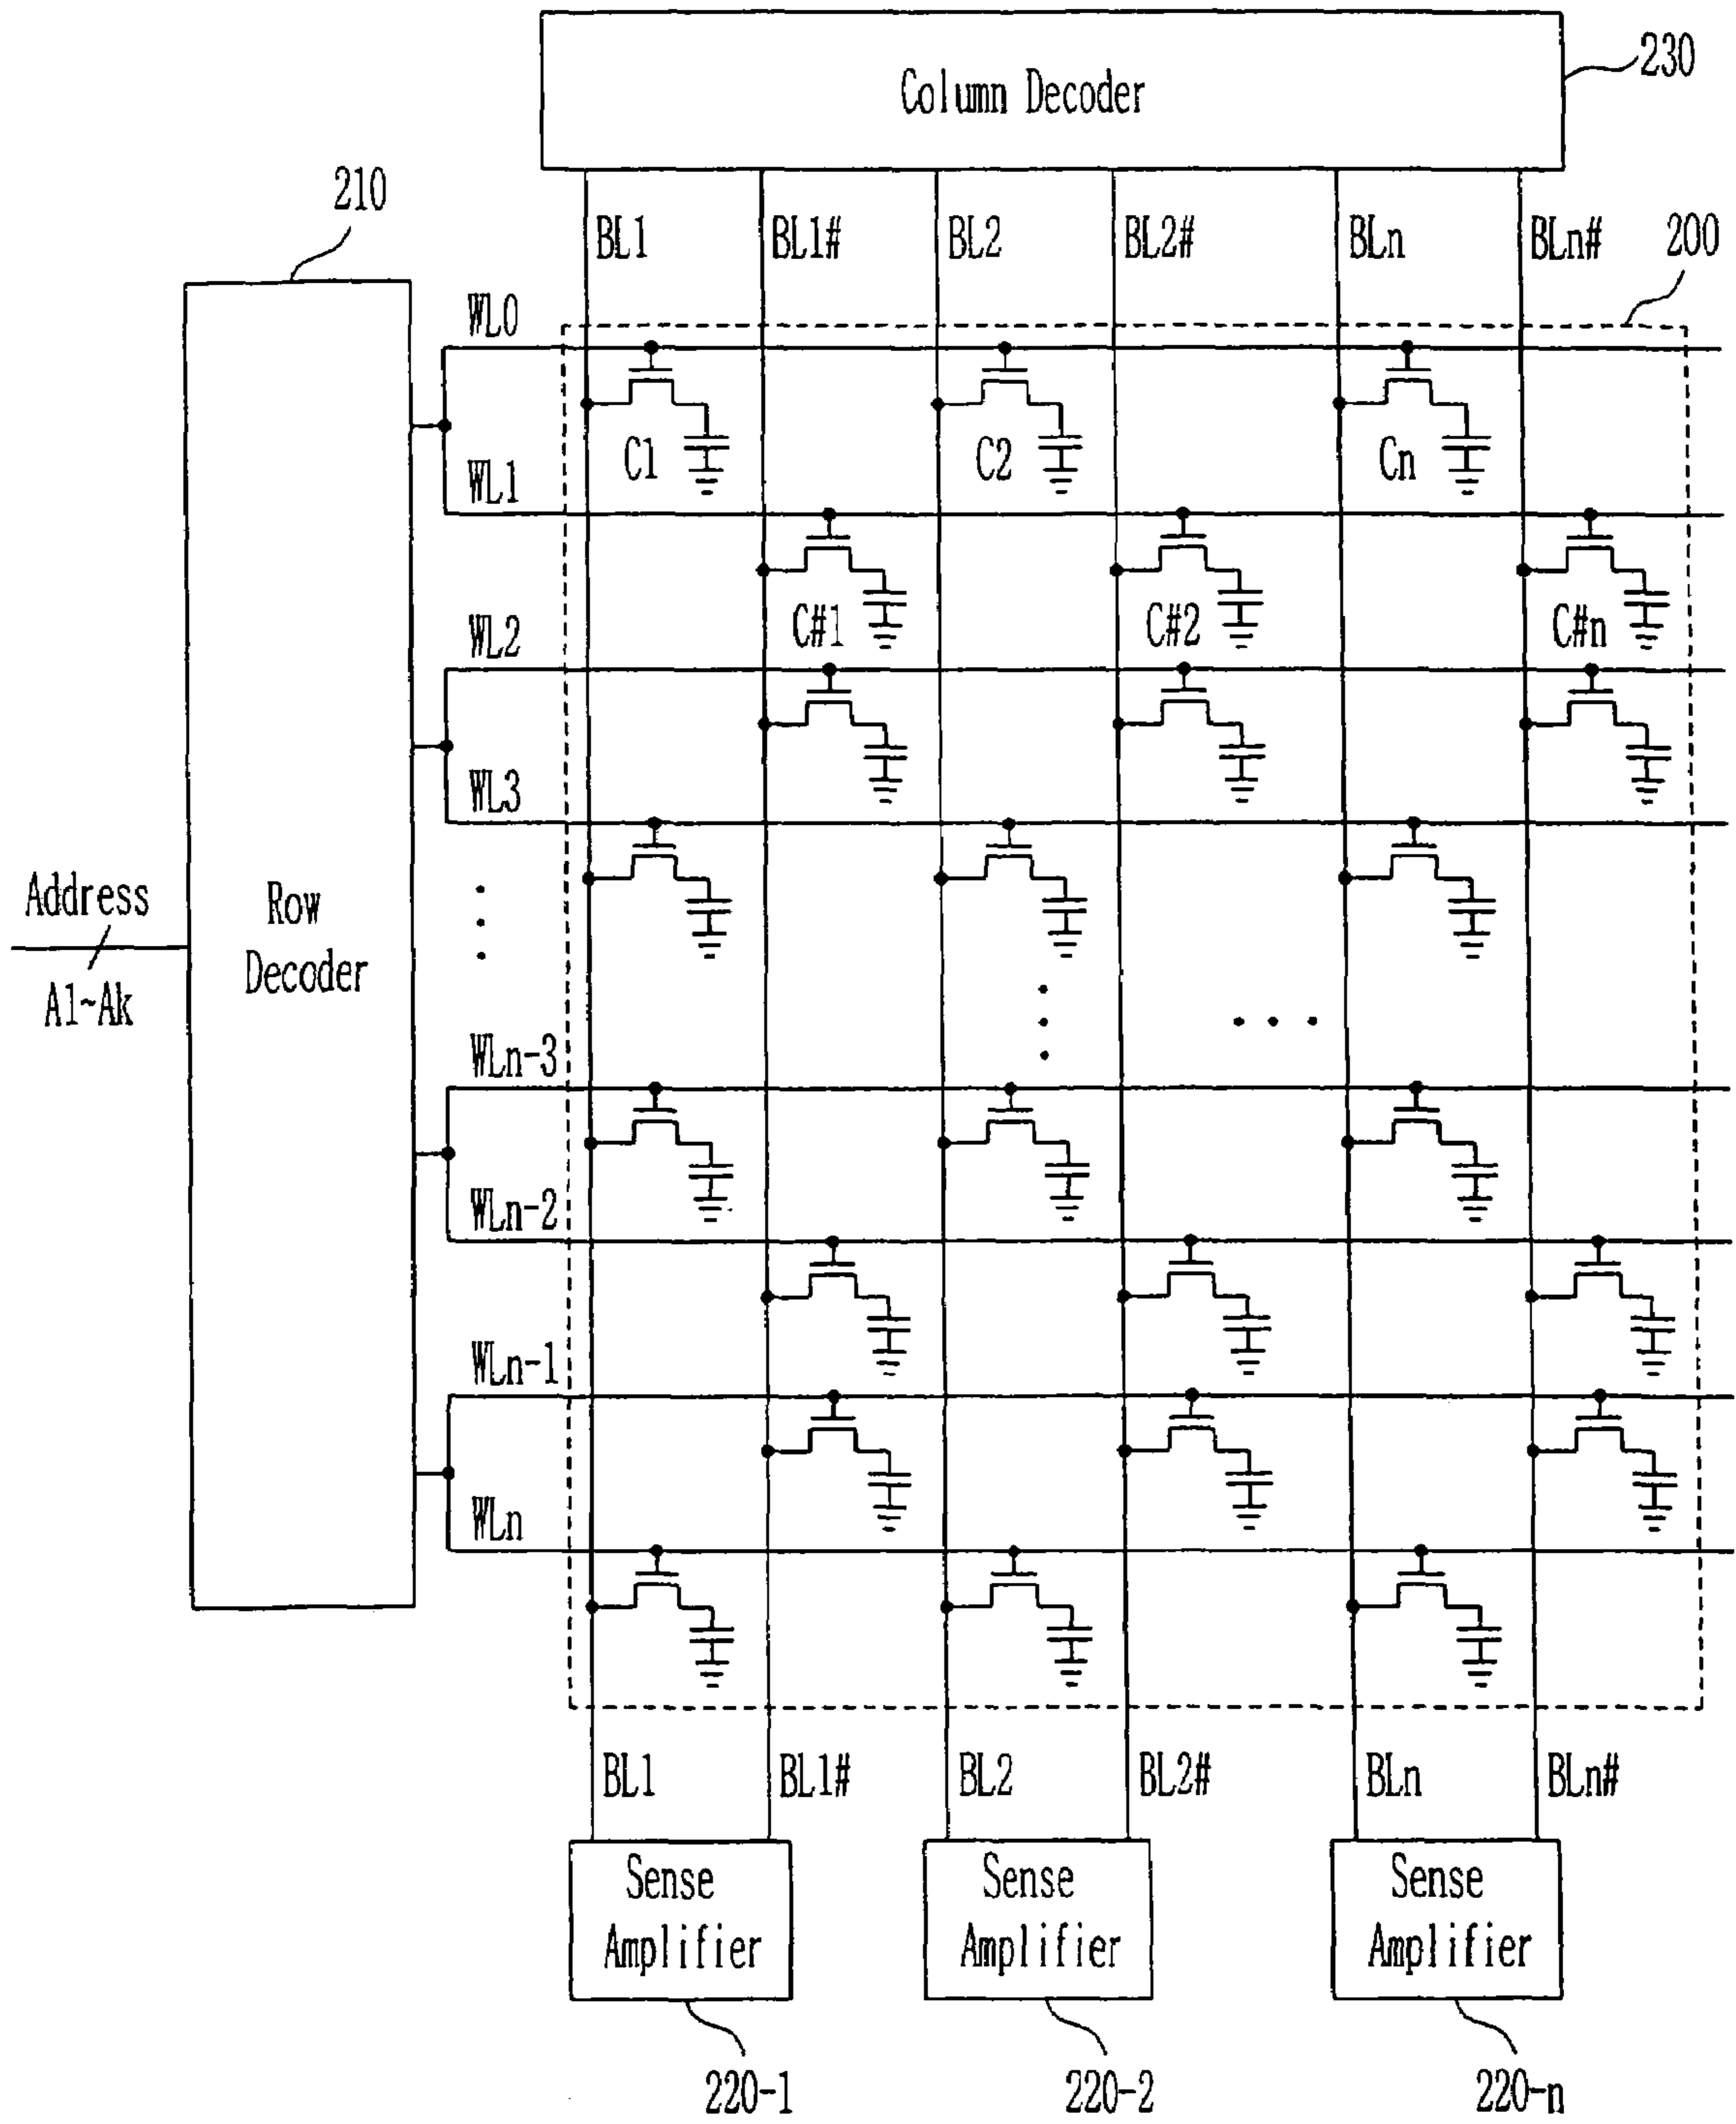 Column Decoder
230
210
BL1 BL1# BL2 BL2# BLn BLn#
200
WL0
C1 C2 Cn
WL1
C#1 C#2 C#n
WL2
WL3
Address
A1~Ak
Row
Decoder
WLn-3
WLn-2
WLn-1
WLn
BL1 BL1# BL2 BL2# BLn BLn#
Sense
Amplifier
Sense
Amplifier
Sense
Amplifier
220-1 220-2 220-n